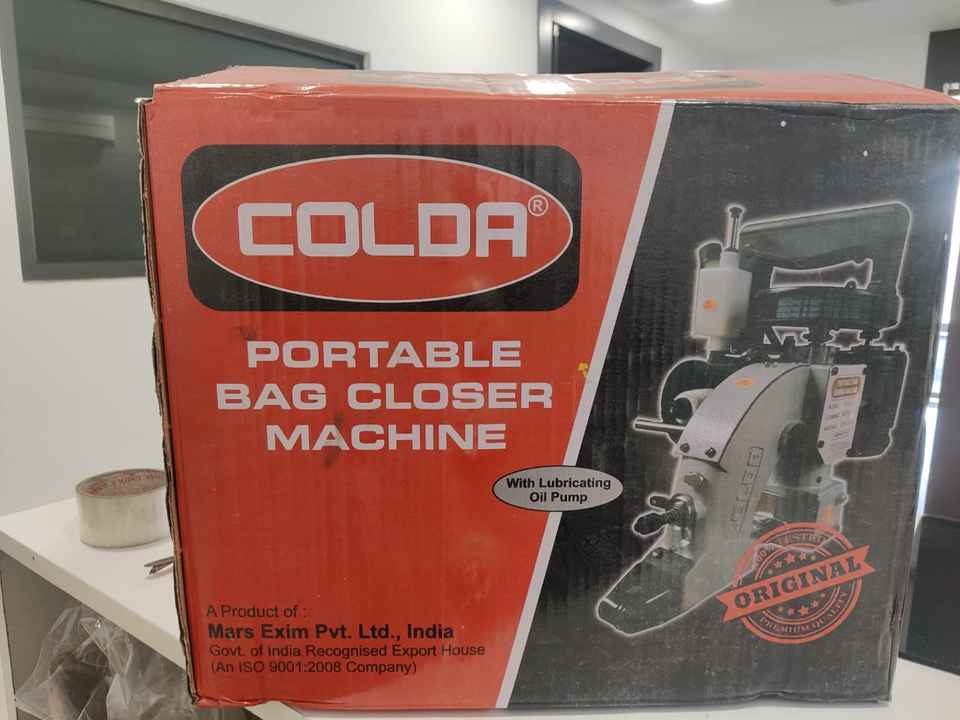 COLDA®
PORTABLE
BAG CLOSER
MACHINE
With Lubricating
Oil Pump
A Product of :
Mars Exim Pvt. Ltd., India
Govt. of India Recognised Export House
(An ISO 9001:2008 Company)
ORIGINAL
PREMIUM QUALITY